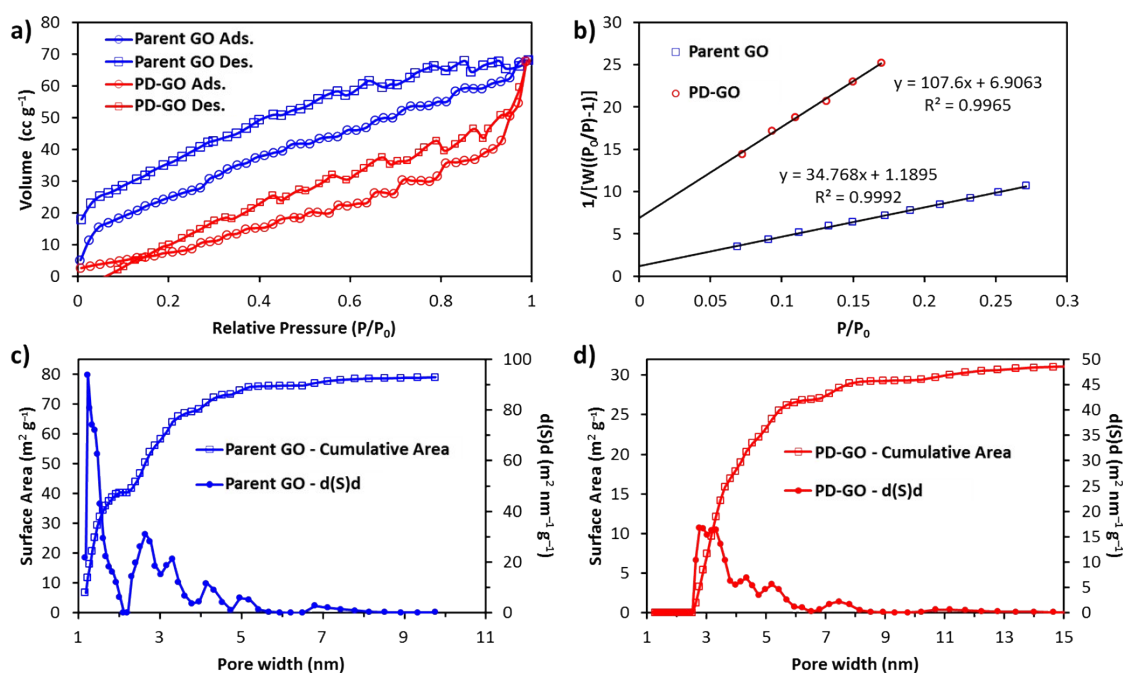 a)
Parent GO Ads.
Parent GO Des.
PD-GO Ads.
PD-GO Des.
Volume (cc g⁻¹)
80
70
60
50
40
30
20
10
0
0 0.2 0.4 0.6 0.8 1
Relative Pressure (P/P₀)
b)
Parent GO
PD-GO
y = 107.6x + 6.9063
R² = 0.9965
y = 34.768x + 1.1895
R² = 0.9992
1/[W((P₀/P)-1)]
30
25
20
15
10
5
0
0 0.05 0.1 0.15 0.2 0.25 0.3
P/P₀
c)
Parent GO - Cumulative Area
Parent GO - d(S)d
Surface Area (m² g⁻¹)
80
70
60
50
40
30
20
10
0
100
80
60
40
20
0
d(S)d (m² nm⁻¹ g⁻¹)
1 3 5 7 9 11
Pore width (nm)
d)
PD-GO - Cumulative Area
PD-GO - d(S)d
Surface Area (m² g⁻¹)
30
25
20
15
10
5
0
50
45
40
35
30
25
20
15
10
5
0
d(S)d (m² nm⁻¹ g⁻¹)
1 3 5 7 9 11 13 15
Pore width (nm)